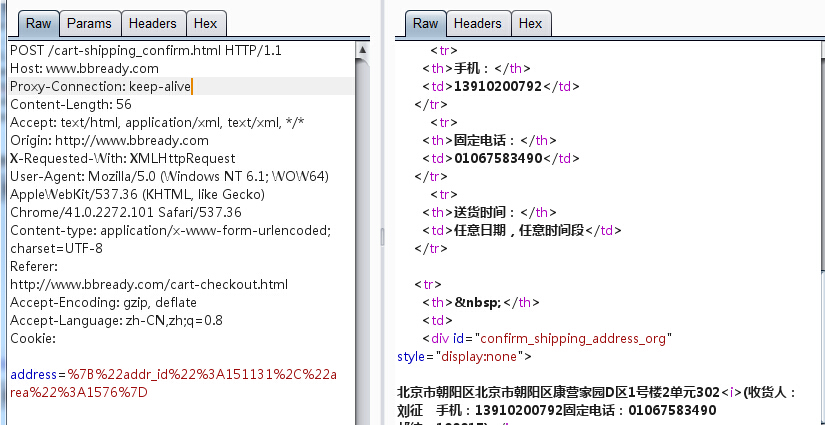 Raw Params Headers Hex
POST /cart-shipping_confirm.html HTTP/1.1
Host: www.bbready.com
Proxy-Connection: keep-alive
Content-Length: 56
Accept: text/html, application/xml, text/xml, */*
Origin: http://www.bbready.com
X-Requested-With: XMLHttpRequest
User-Agent: Mozilla/5.0 (Windows NT 6.1; WOW64)
AppleWebKit/537.36 (KHTML, like Gecko)
Chrome/41.0.2272.101 Safari/537.36
Content-type: application/x-www-form-urlencoded;
charset=UTF-8
Referer:
http://www.bbready.com/cart-checkout.html
Accept-Encoding: gzip, deflate
Accept-Language: zh-CN,zh;q=0.8
Cookie:
address=%7B%22addr_id%22%3A151131%2C%22a
rea%22%3A1576%7D
Raw Headers Hex
<tr>
<th>手机：</th>
<td>13910200792</td>
</tr>
<tr>
<th>固定电话：</th>
<td>01067583490</td>
</tr>
<tr>
<th>送货时间：</th>
<td>任意日期，任意时间段</td>
</tr>
<tr>
<th>&nbsp;</th>
<td>
<div id="confirm_shipping_address_org"
style="display:none">
北京市朝阳区北京市朝阳区康营家园D区1号楼2单元302<i>(收货人：
刘征 手机：13910200792固定电话：01067583490